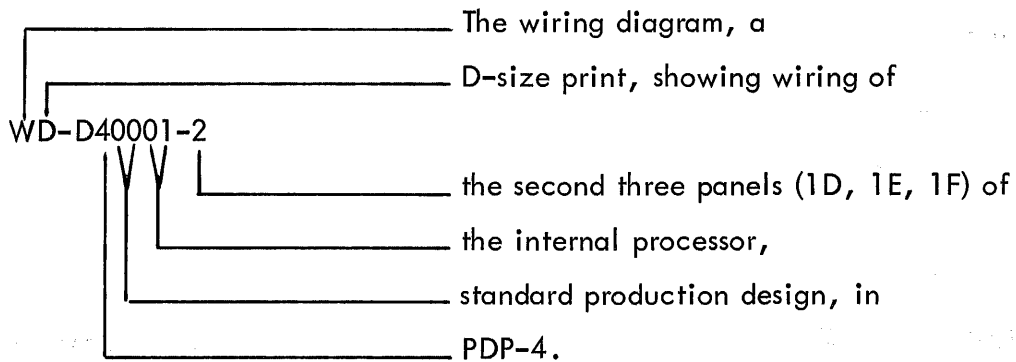 The wiring diagram, a
D-size print, showing wiring of
WD-D40001-2
the second three panels (1D, 1E, 1F) of
the internal processor,
standard production design, in
PDP-4.